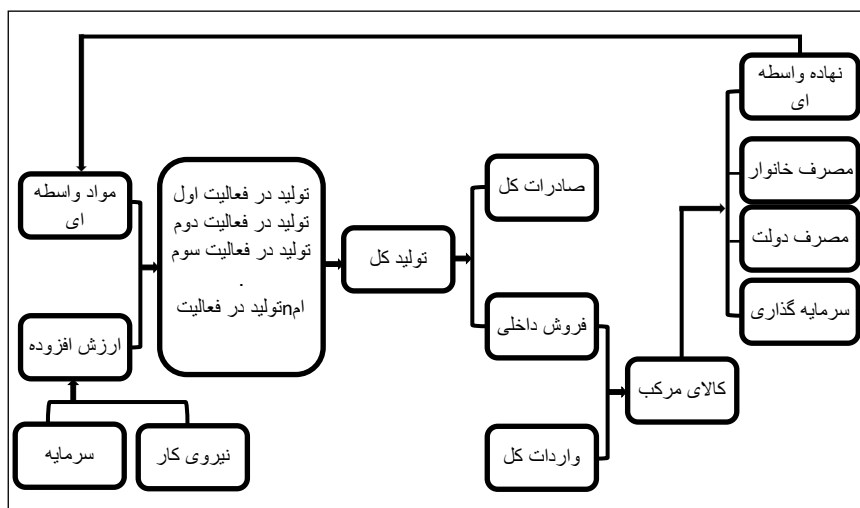 نهاده واسطه
ای
مصرف خانوار
مصرف دولت
سرمایه گذاری
صادرات کل
فروش داخلی
واردات کل
کالای مرکب
تولید کل
تولید در فعالیت اول
تولید در فعالیت دوم
تولید در فعالیت سوم
.
امnتولید در فعالیت
مواد واسطه
ای
ارزش افزوده
نیروی کار
سرمایه